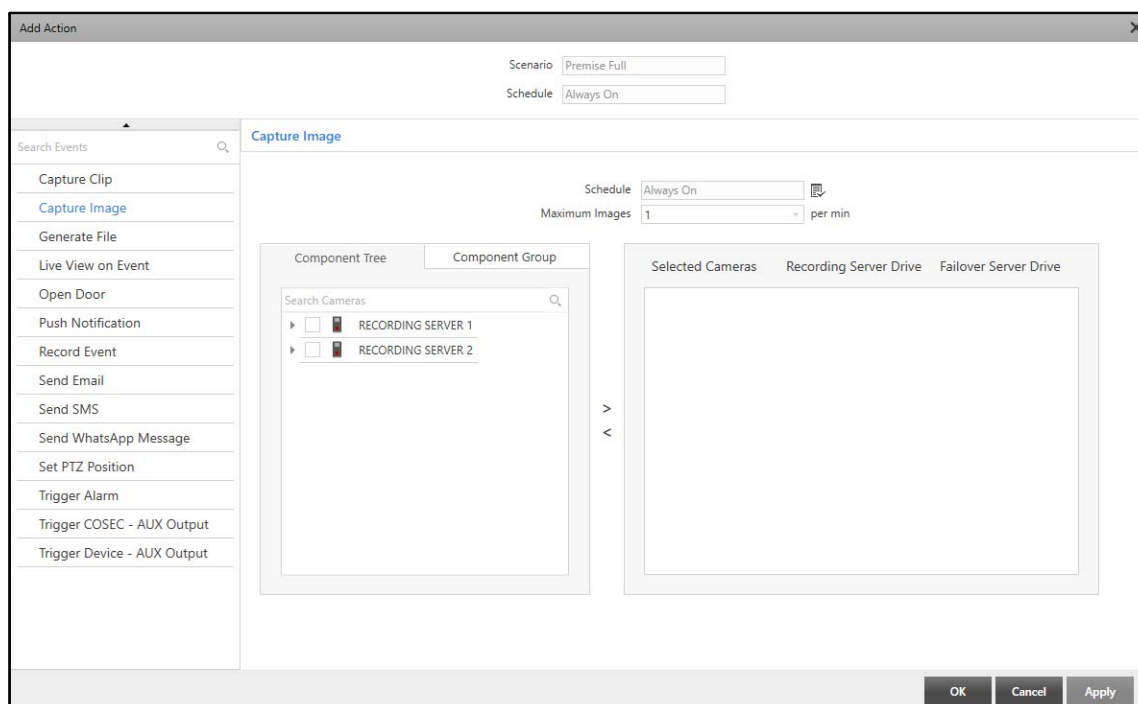 Add Action
Scenario Premise Full
Schedule Always On
Search Events
Capture Clip
Capture Image
Generate File
Live View on Event
Open Door
Push Notification
Record Event
Send Email
Send SMS
Send WhatsApp Message
Set PTZ Position
Trigger Alarm
Trigger COSEC - AUX Output
Trigger Device - AUX Output
Capture Image
Schedule Always On
Maximum Images 1 per min
Component Tree Component Group
Search Cameras
RECORDING SERVER 1
RECORDING SERVER 2
>
<
Selected Cameras Recording Server Drive Failover Server Drive
OK Cancel Apply